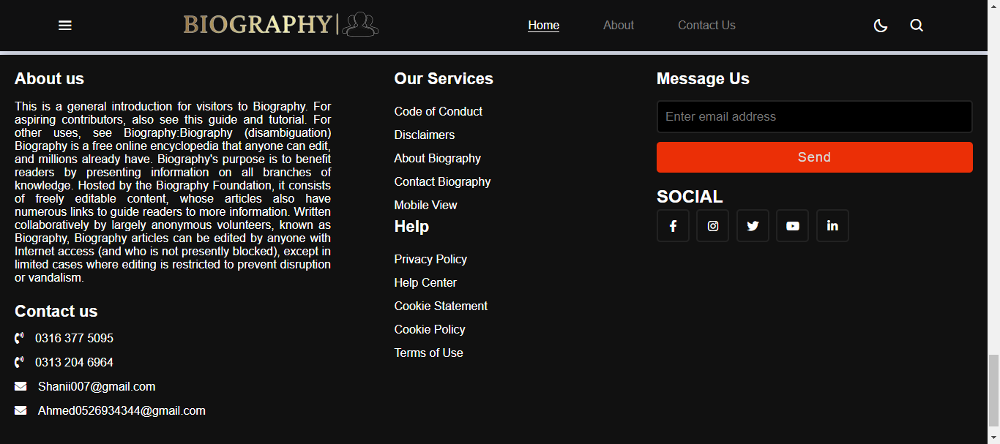 BIOGRAPHY|
Home
About
Contact Us
About us
This is a general introduction for visitors to Biography. For
aspiring contributors, also see this guide and tutorial. For
other uses, see Biography:Biography (disambiguation)
Biography is a free online encyclopedia that anyone can edit,
and millions already have. Biography's purpose is to benefit
readers by presenting information on all branches of
knowledge. Hosted by the Biography Foundation, it consists
of freely editable content, whose articles also have
numerous links to guide readers to more information. Written
collaboratively by largely anonymous volunteers, known as
Biography, Biography articles can be edited by anyone with
Internet access (and who is not presently blocked), except in
limited cases where editing is restricted to prevent disruption
or vandalism.
Contact us
0316 377 5095
0313 204 6964
Shanii007@gmail.com
Ahmed0526934344@gmail.com
Our Services
Code of Conduct
Disclaimers
About Biography
Contact Biography
Mobile View
Help
Privacy Policy
Help Center
Cookie Statement
Cookie Policy
Terms of Use
Message Us
Enter email address
Send
SOCIAL